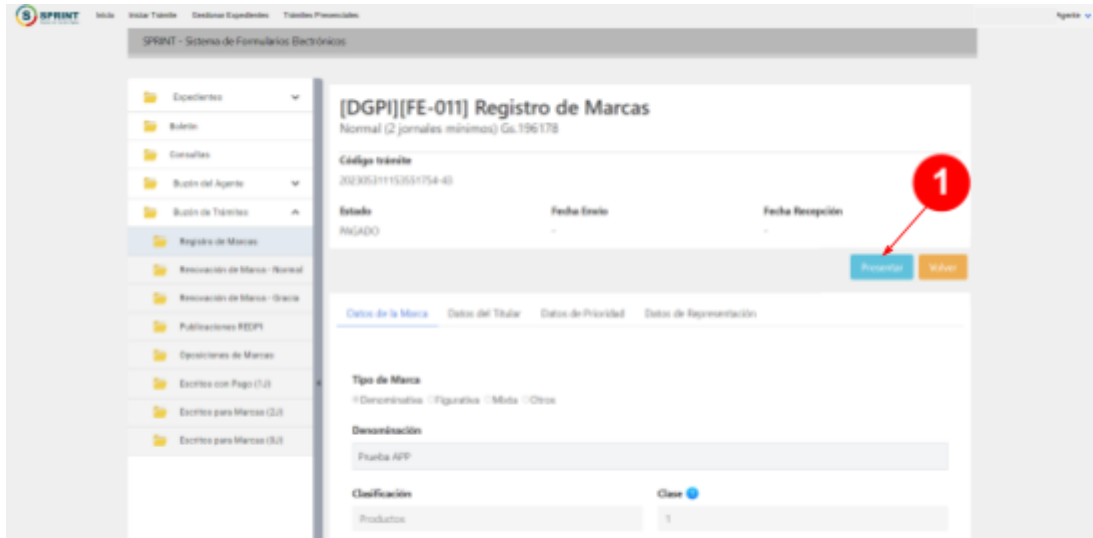 SPRINT Inicio Iniciar Trámite Gestionar Expedientes Trámites Presenciales Agente
SPRINT - Sistema de Formularios Electrónicos
Expedientes
Boletín
Consultas
Buzón del Agente
Buzón de Trámites
Registro de Marcas
Renovación de Marca - Normal
Renovación de Marca - Gracia
Publicaciones REDPI
Oposiciones de Marcas
Escritos con Pago (1J)
Escritos para Marcas (2J)
[DGPI][FE-011] Registro de Marcas
Normal (2 jornales mínimos) Gs.196178
Código trámite
Estado Fecha Envío Fecha Recepción
PAGADO - -
1
Presentar Volver
Datos de la Marca Datos del Titular Datos de Prioridad Datos de Representación
Tipo de Marca
Denominativa Figurativa Mixta Otros
Denominación
Prueba APP
Clasificación Clase ?
Productos 1